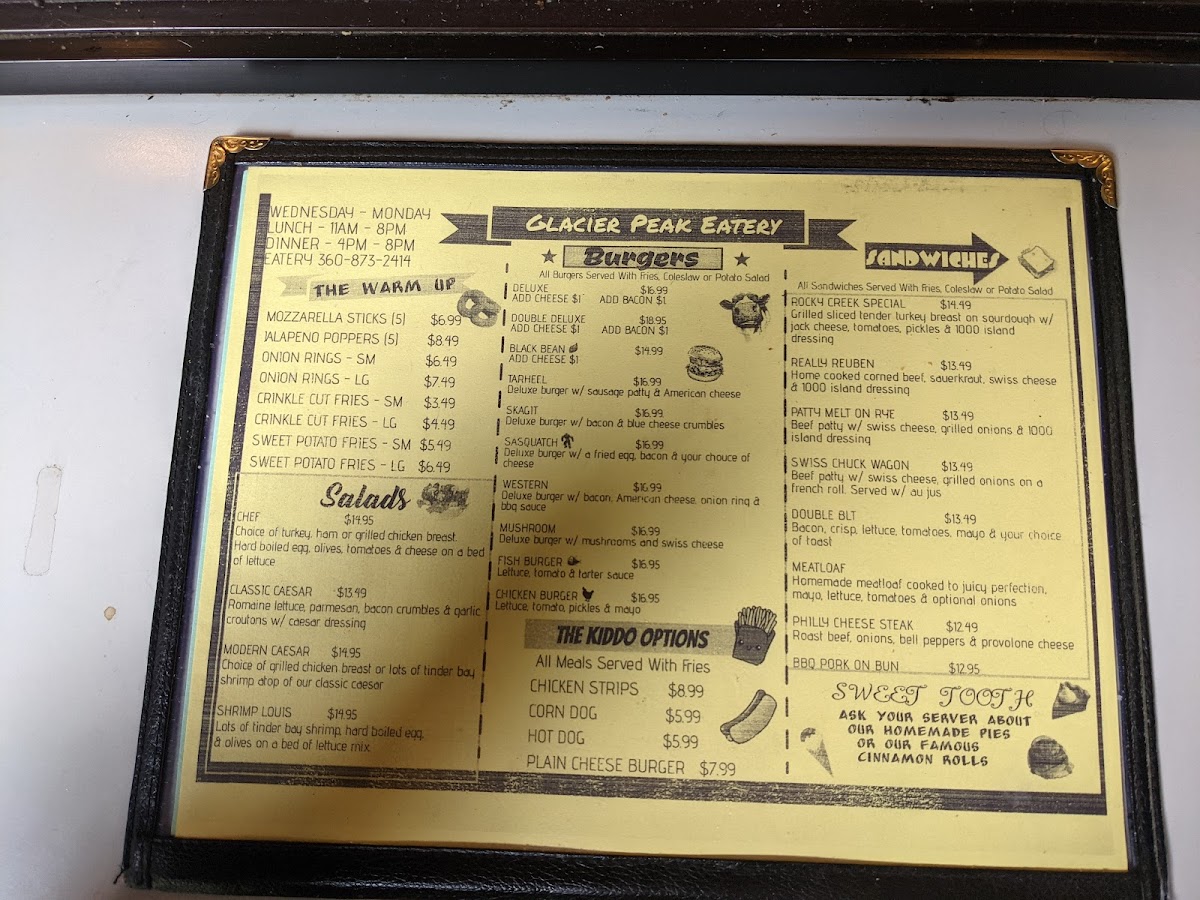 WEDNESDAY - MONDAY
LUNCH - 11AM - 8PM
DINNER - 4PM - 8PM
EATERY 360-873-2414
GLACIER PEAK EATERY
THE WARM UP
MOZZARELLA STICKS (5) $6.99
JALAPENO POPPERS (5) $8.49
ONION RINGS - SM $6.49
ONION RINGS - LG $7.49
CRINKLE CUT FRIES - SM $3.49
CRINKLE CUT FRIES - LG $4.49
SWEET POTATO FRIES - SM $5.49
SWEET POTATO FRIES - LG $6.49
Salads
CHEF $14.95
Choice of turkey, ham or grilled chicken breast.
Hard boiled egg, olives, tomatoes & cheese on a bed
of lettuce
CLASSIC CAESAR $13.49
Romaine lettuce, parmesan, bacon crumbles & garlic
croutons w/ caesar dressing
MODERN CAESAR $14.95
Choice of grilled chicken breast or lots of tinder bay
shrimp atop of our classic caesar
SHRIMP LOUIS $14.95
Lots of tinder bay shrimp, hard boiled egg,
& olives on a bed of lettuce mix.
Burgers
All Burgers Served With Fries, Coleslaw or Potato Salad
DELUXE $16.99
ADD CHEESE $1 ADD BACON $1
DOUBLE DELUXE $18.95
ADD CHEESE $1 ADD BACON $1
BLACK BEAN $14.99
ADD CHEESE $1
TARHEEL $16.99
Deluxe burger w/ sausage patty & American cheese
SKAGIT $16.99
Deluxe burger w/ bacon & blue cheese crumbles
SASQUATCH $16.99
Deluxe burger w/ a fried egg, bacon & your chouce of
cheese
WESTERN $16.99
Deluxe burger w/ bacon, American cheese, onion ring &
bbq sauce
MUSHROOM $16.99
Deluxe burger w/ mushrooms and swiss cheese
FISH BURGER $16.95
Lettuce, tomato & tarter sauce
CHICKEN BURGER $16.95
Lettuce, tomato, pickles & mayo
THE KIDDO OPTIONS
All Meals Served With Fries
CHICKEN STRIPS $8.99
CORN DOG $5.99
HOT DOG $5.99
PLAIN CHEESE BURGER $7.99
SANDWICHES
All Sandwiches Served With Fries, Coleslaw or Potato Salad
ROCKY CREEK SPECIAL $14.49
Grilled sliced tender turkey breast on sourdough w/
jack cheese, tomatoes, pickles & 1000 island
dressing
REALLY REUBEN $13.49
Home cooked corned beef, sauerkraut, swiss cheese
& 1000 island dressing
PATTY MELT ON RYE $13.49
Beef patty w/ swiss cheese, grilled onions & 1000
island dressing
SWISS CHUCK WAGON $13.49
Beef patty w/ swiss cheese, grilled onions on a
french roll. Served w/ au jus
DOUBLE BLT $13.49
Bacon, crisp, lettuce, tomatoes, mayo & your choice
of toast
MEATLOAF
Homemade meatloaf cooked to juicy perfection,
mayo, lettuce, tomatoes & optional onions
PHILLY CHEESE STEAK $12.49
Roast beef, onions, bell peppers & provolone cheese
BBQ PORK ON BUN $12.95
SWEET TOOTH
ASK YOUR SERVER ABOUT
OUR HOMEMADE PIES
OR OUR FAMOUS
CINNAMON ROLLS